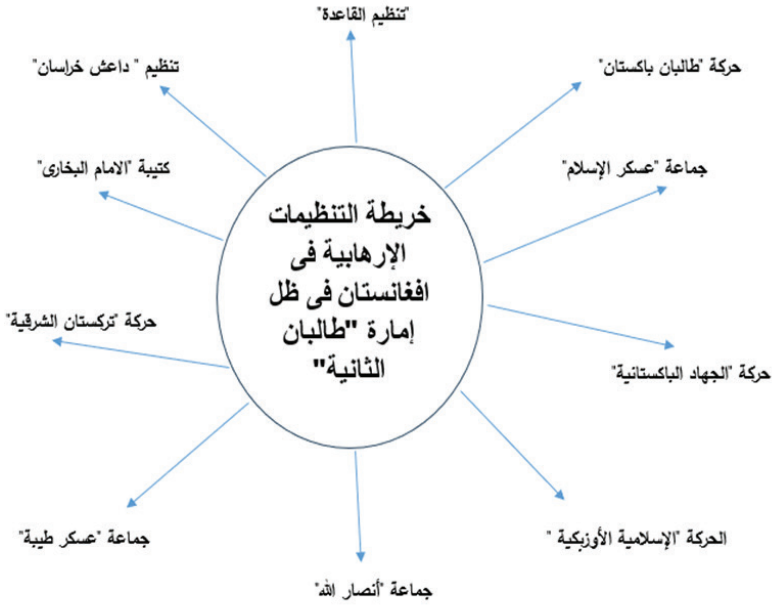 "تنظيم القاعدة"
حركة "طالبان باكستان"
تنظيم " داعش خراسان"
جماعة "عسكر الإسلام"
كتيبة "الامام البخارى"
خريطة التنظيمات
الإرهابية فى
افغانستان فى ظل
إمارة "طالبان
الثانية"
حركة "تركستان الشرقية"
حركة "الجهاد الباكستانية"
الحركة "الإسلامية الأوزبكية "
جماعة "عسكر طيبة"
جماعة "أنصار الله"